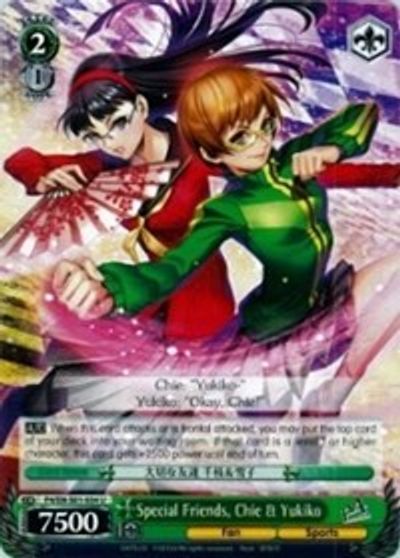 2
1
Chie: "Yukiko-"
Yukiko: "Okay, Chie!"
When this card attacks or is frontal attacked, you may put the top card of
your deck into the waiting room. If that card is a level 2 or higher
character, this card gets +2500 power until end of turn.
大切な友達 千枝&雪子
7500
Special Friends, Chie & Yukiko
Fan
Sports